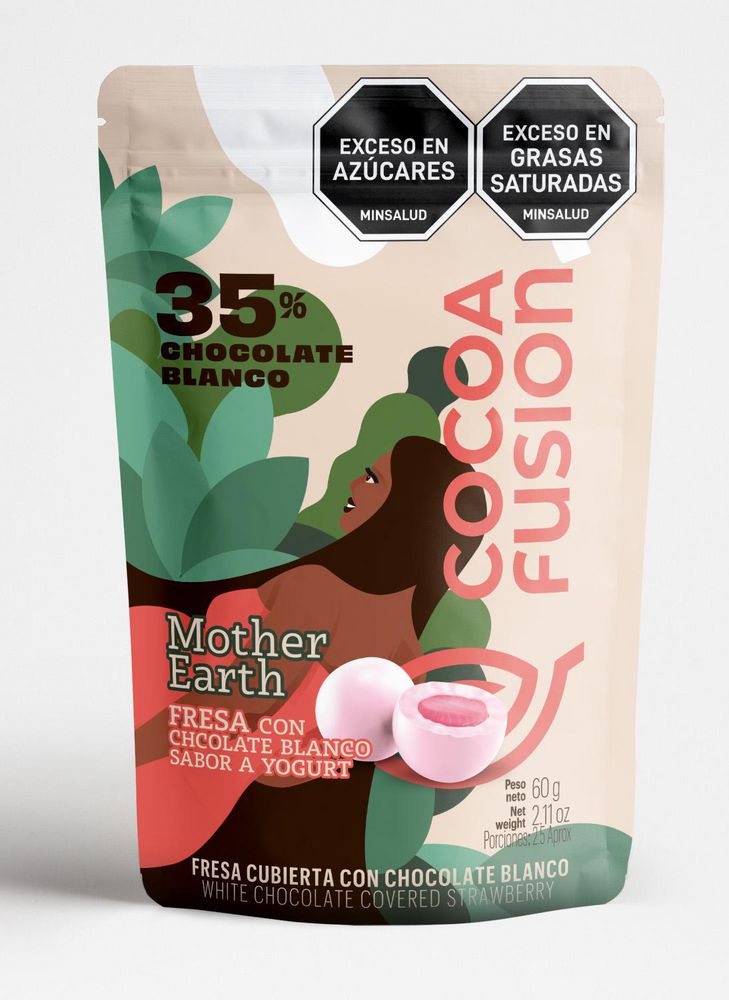 EXCESO EN
AZÚCARES
MINSALUD
EXCESO EN
GRASAS
SATURADAS
MINSALUD
35%
CHOCOLATE
BLANCO
COCOA
FUSION
Mother
Earth
FRESA CON
CHCOLATE BLANCO
SABOR A YOGURT
Peso
neto 60 g
Net
weight 2,11 oz
Porciones: 2.5 Aprox
FRESA CUBIERTA CON CHOCOLATE BLANCO
WHITE CHOCOLATE COVERED STRAWBERRY